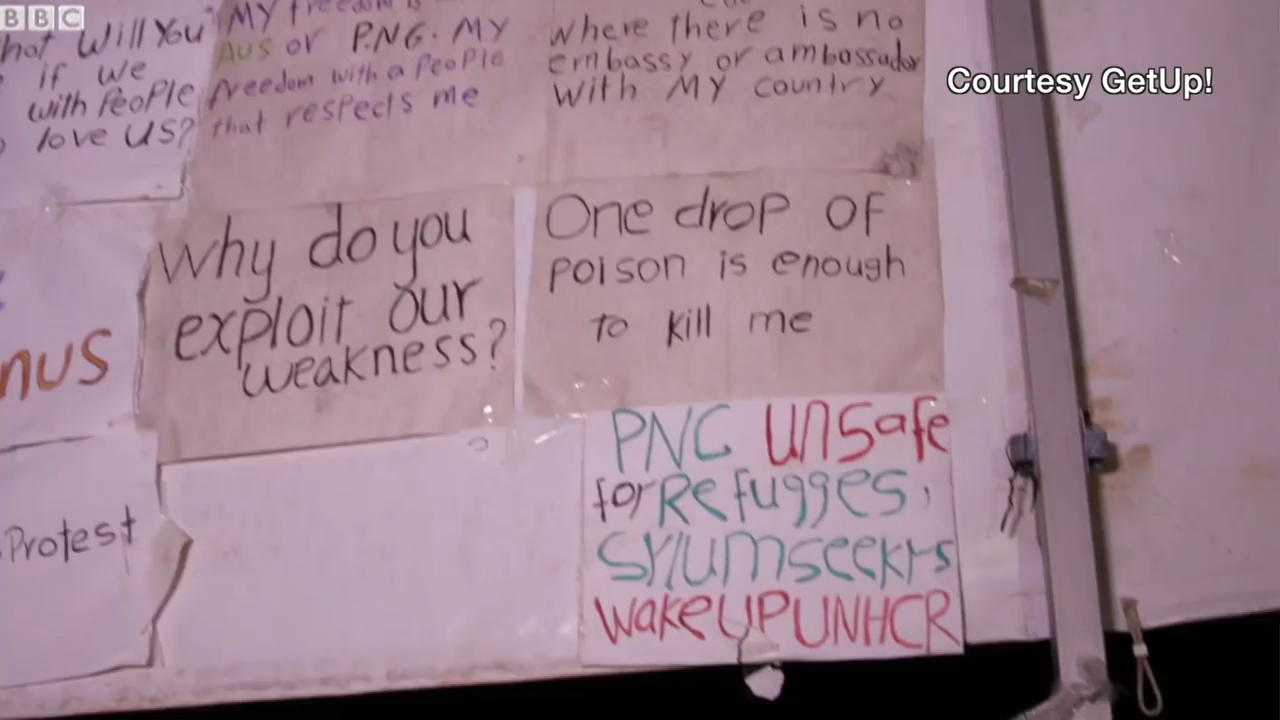 BBC
Courtesy GetUp!
Will You
if we
with PeoPle
love US?
MY freedom is
AUS or P.N.G. MY
freedom with a PeoPle
that respects me
where there is no
embassy or ambassador
with MY country
Why do you
exploit our
weakness?
One drop OF
Poison is enough
to kill me
NUS
Protest
PNG UnSafe
for Refugges,
SYlumseekrs
wakeUPUNHCR